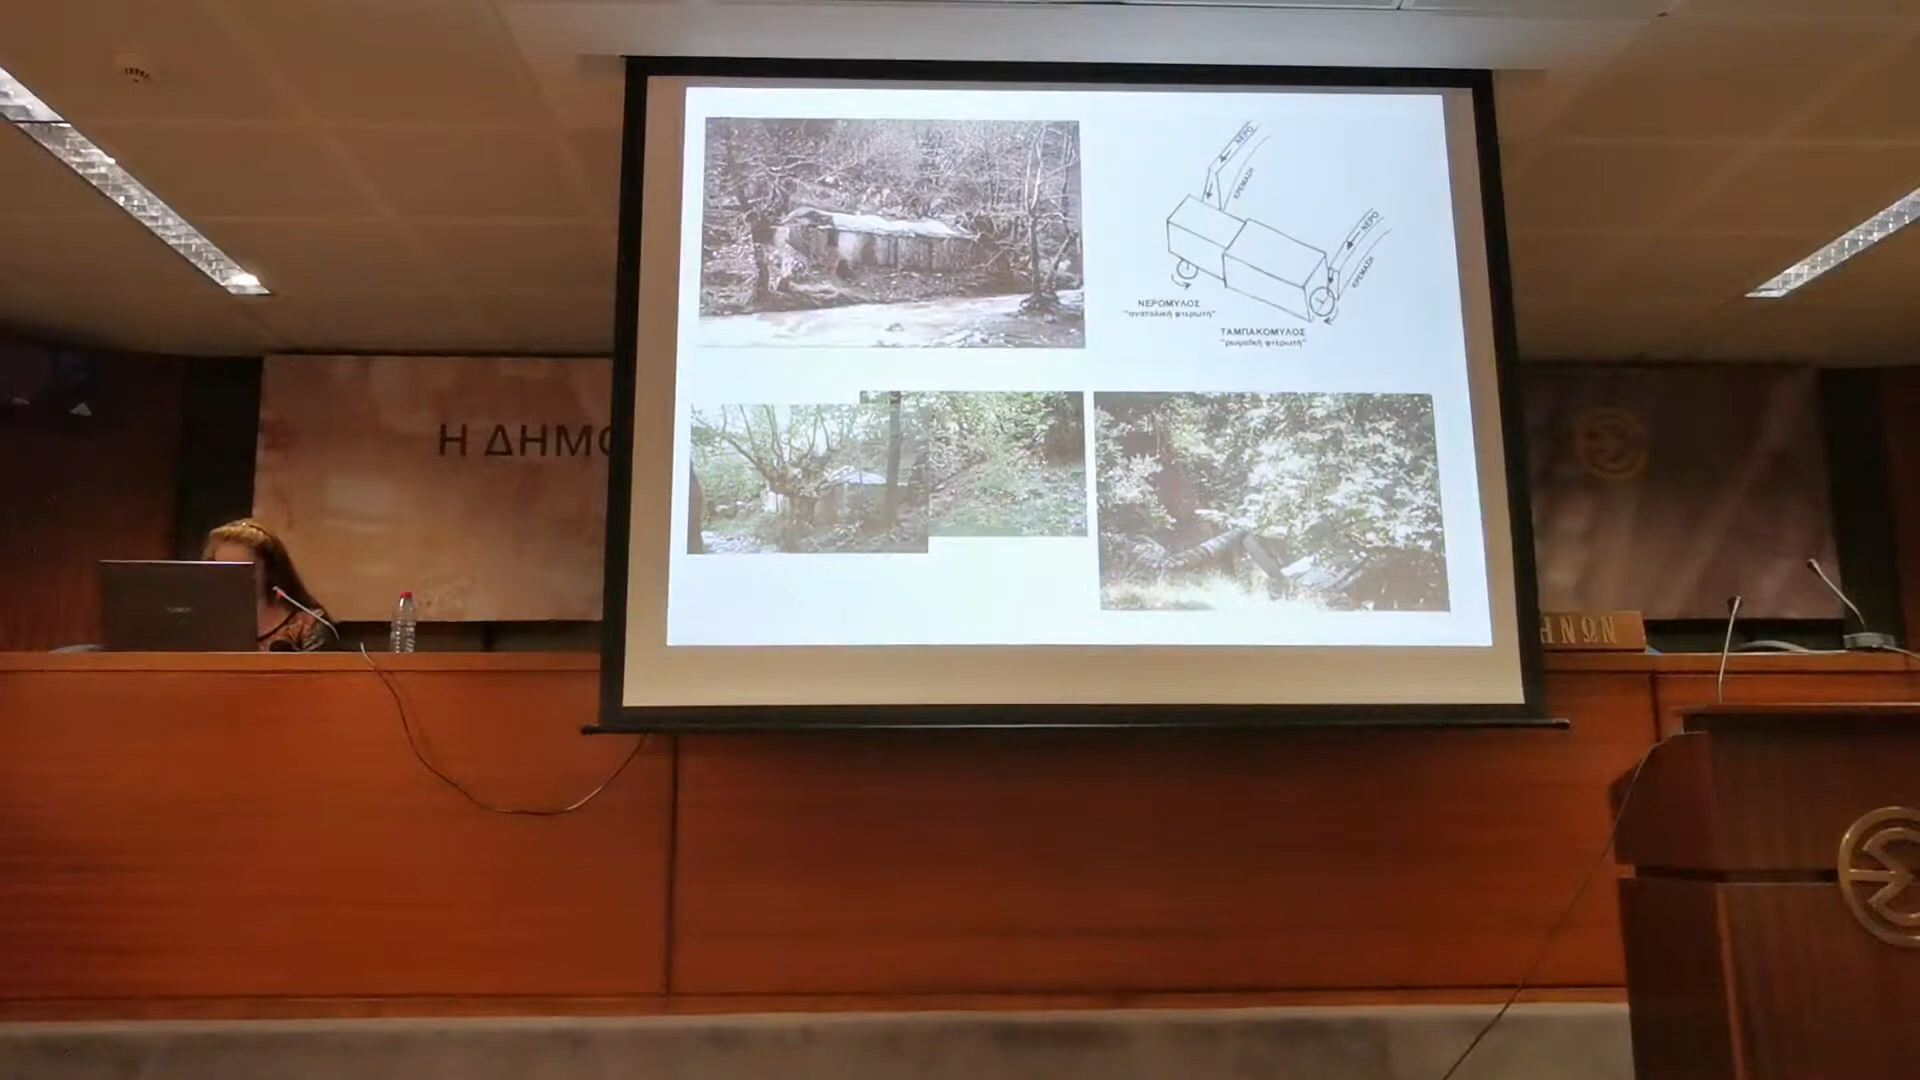 ΝΕΡΟ
ΚΡΕΜΑΣΗ
ΝΕΡΟ
ΚΡΕΜΑΣΗ
ΝΕΡΟΜΥΛΟΣ
"ανατολική φτερωτή"
ΤΑΜΠΑΚΟΜΥΛΟΣ
"ρωμαϊκή φτερωτή"
Η ΔΗΜΟ
ΗΝΩΝ